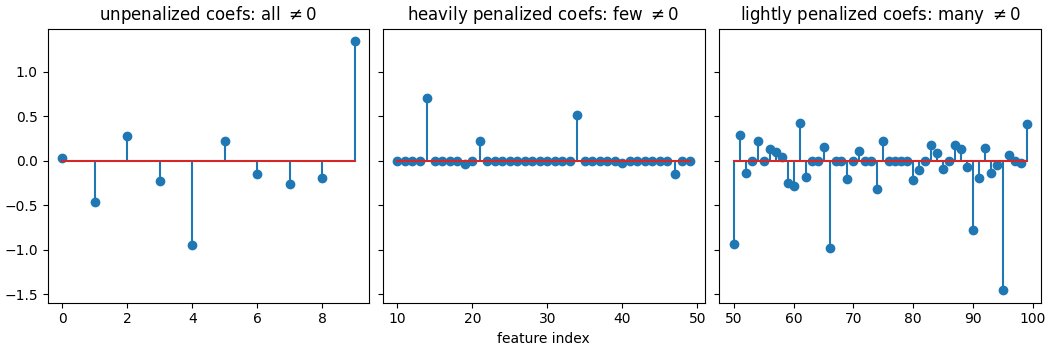 unpenalized coefs: all ≠0
heavily penalized coefs: few ≠0
lightly penalized coefs: many ≠0
1.0
0.5
0.0
−0.5
−1.0
−1.5
0 2 4 6 8
10 20 30 40 50
50 60 70 80 90 100
feature index